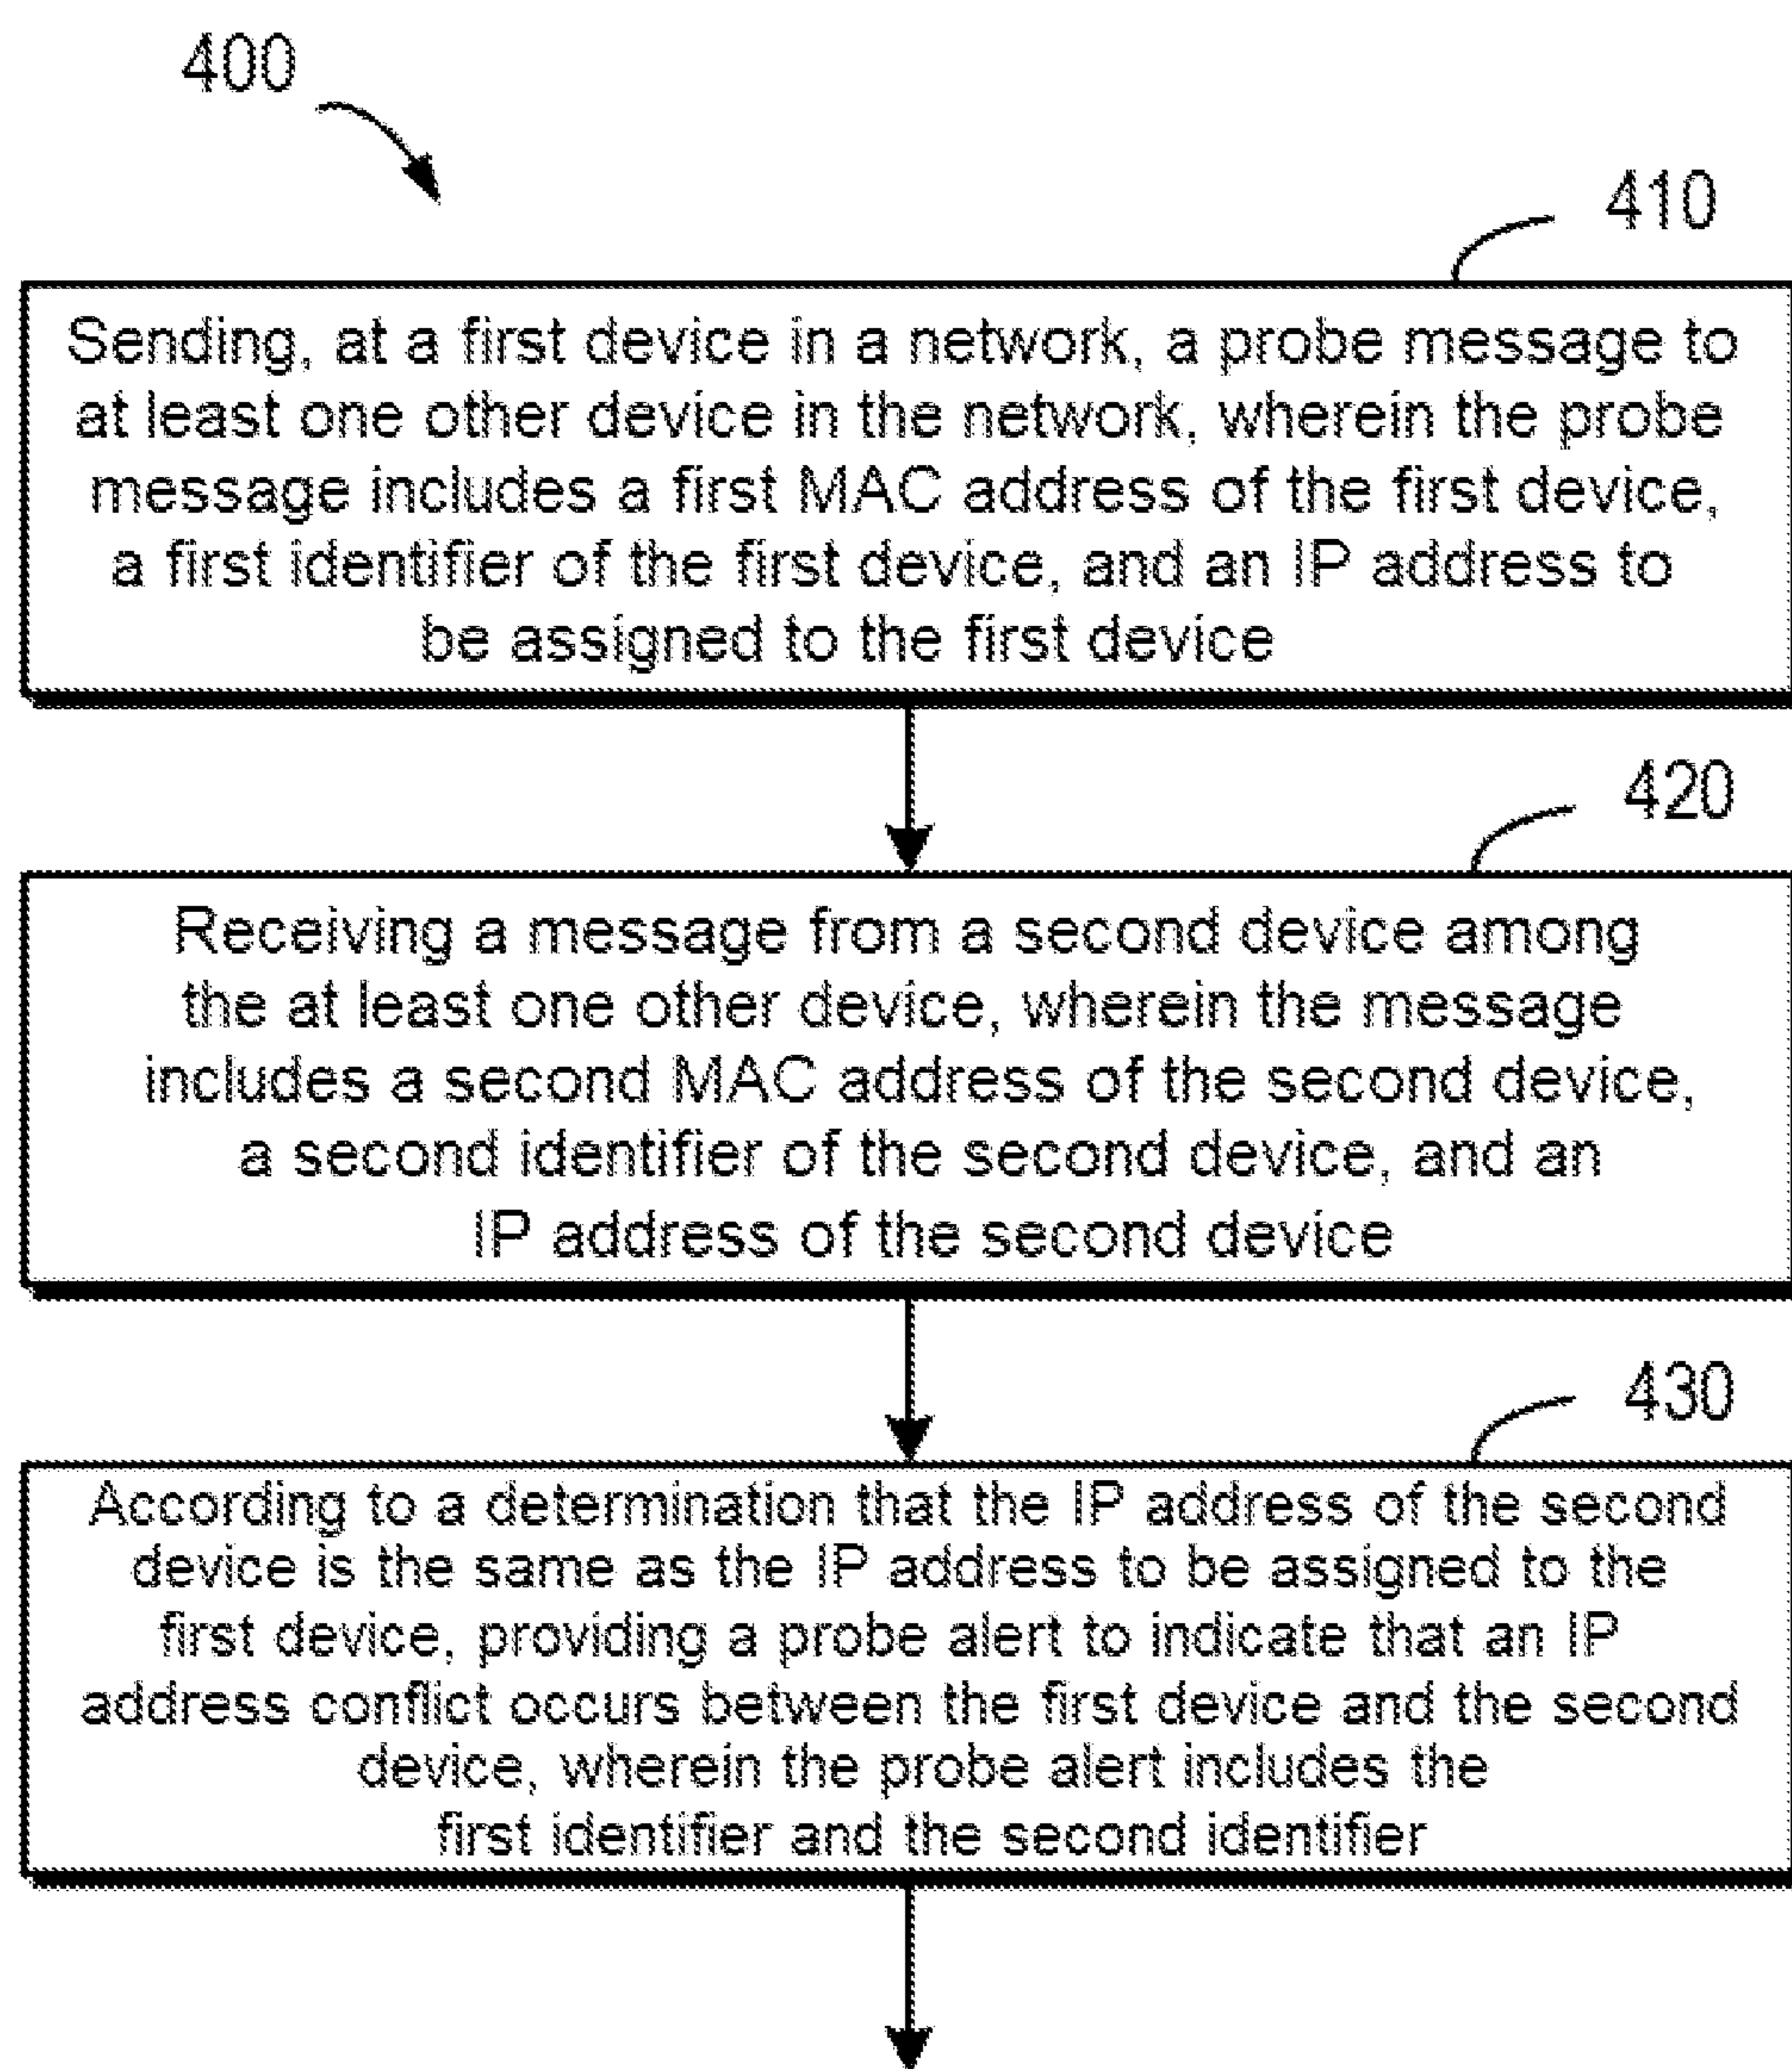 400
410
Sending, at a first device in a network, a probe message to
at least one other device in the network, wherein the probe
message includes a first MAC address of the first device,
a first identifier of the first device, and an IP address to
be assigned to the first device
420
Receiving a message from a second device among
the at least one other device, wherein the message
includes a second MAC address of the second device,
a second identifier of the second device, and an
IP address of the second device
430
According to a determination that the IP address of the second
device is the same as the IP address to be assigned to the
first device, providing a probe alert to indicate that an IP
address conflict occurs between the first device and the second
device, wherein the probe alert includes the
first identifier and the second identifier